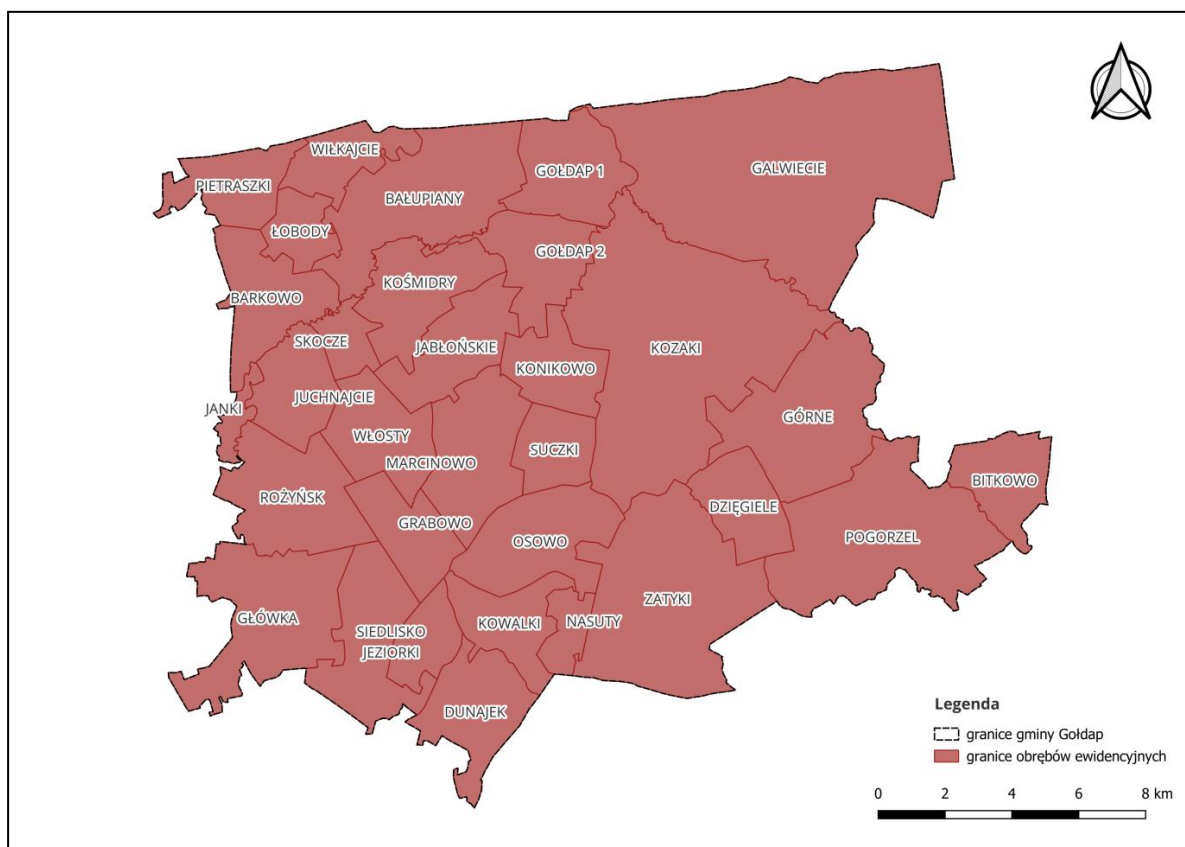 WIŁKAJCIE
PIETRASZKI
GOŁDAP 1
GALWIECIE
BAŁUPIANY
ŁOBODY
GOŁDAP 2
KOŚMIDRY
BARKOWO
SKOCZE
JABŁOŃSKIE
KOZAKI
KONIKOWO
JUCHNAJCIE
JANKI
GÓRNE
WŁOSTY
SUCZKI
MARCINOWO
BITKOWO
ROŻYŃSK
DZIĘGIELE
GRABOWO
POGORZEL
OSOWO
ZATYKI
GŁÓWKA
KOWALKI
NASUTY
SIEDLISKO
JEZIORKI
DUNAJEK
Legenda
granice gminy Gołdap
granice obrębów ewidencyjnych
0 2 4 6 8 km